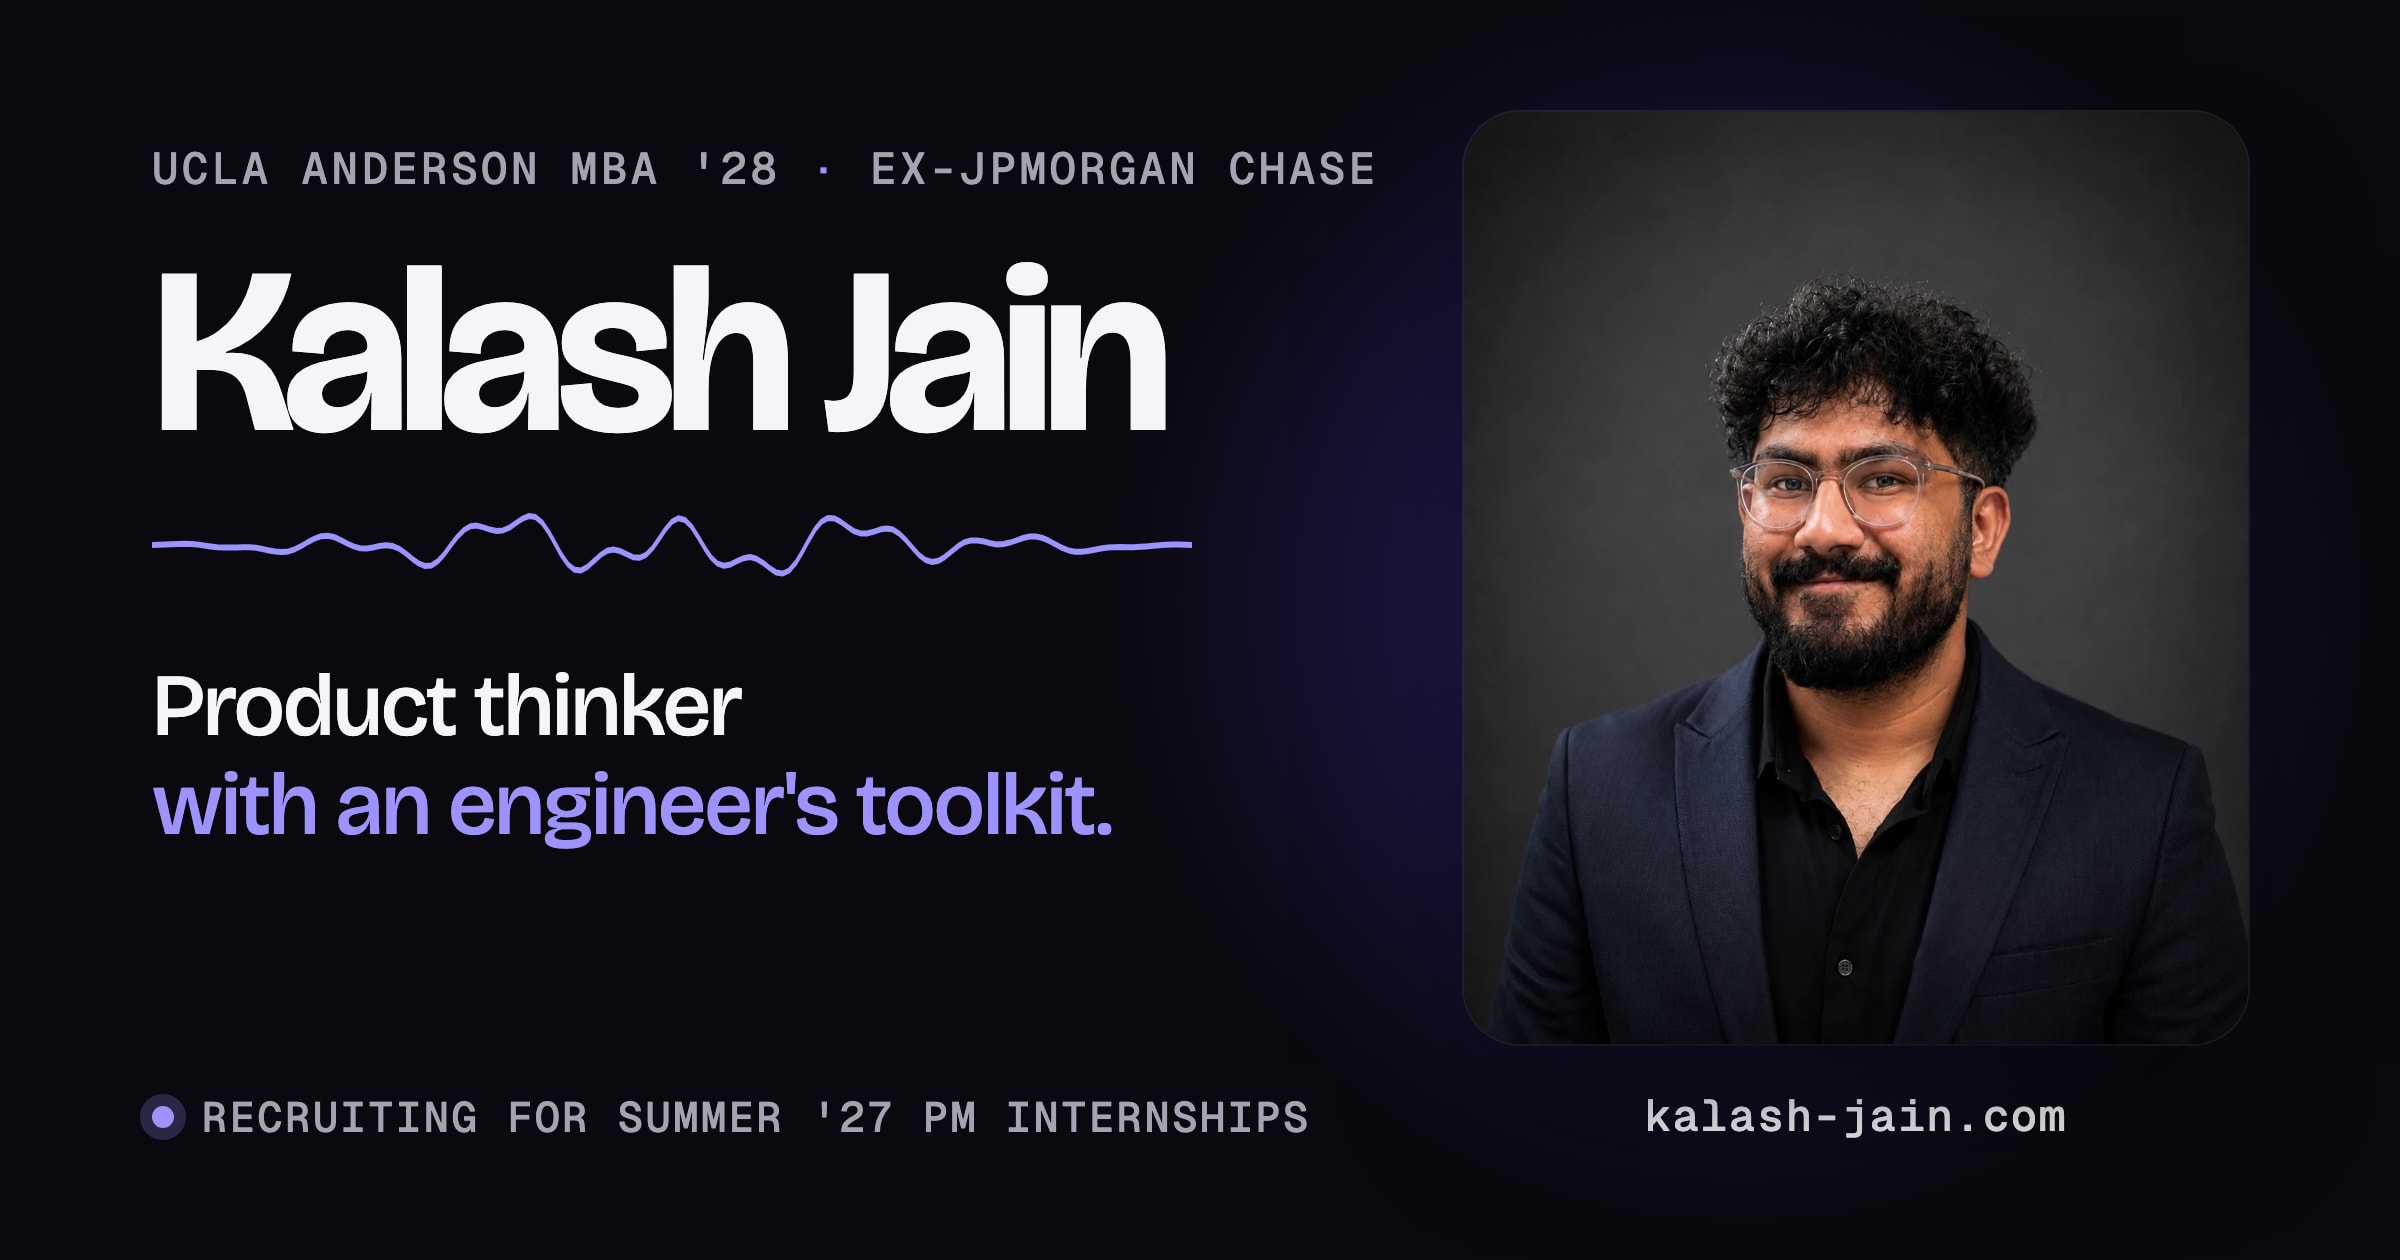 UCLA ANDERSON MBA '28 · EX-JPMORGAN CHASE
Kalash Jain
Product thinker
with an engineer's toolkit.
RECRUITING FOR SUMMER '27 PM INTERNSHIPS
kalash-jain.com